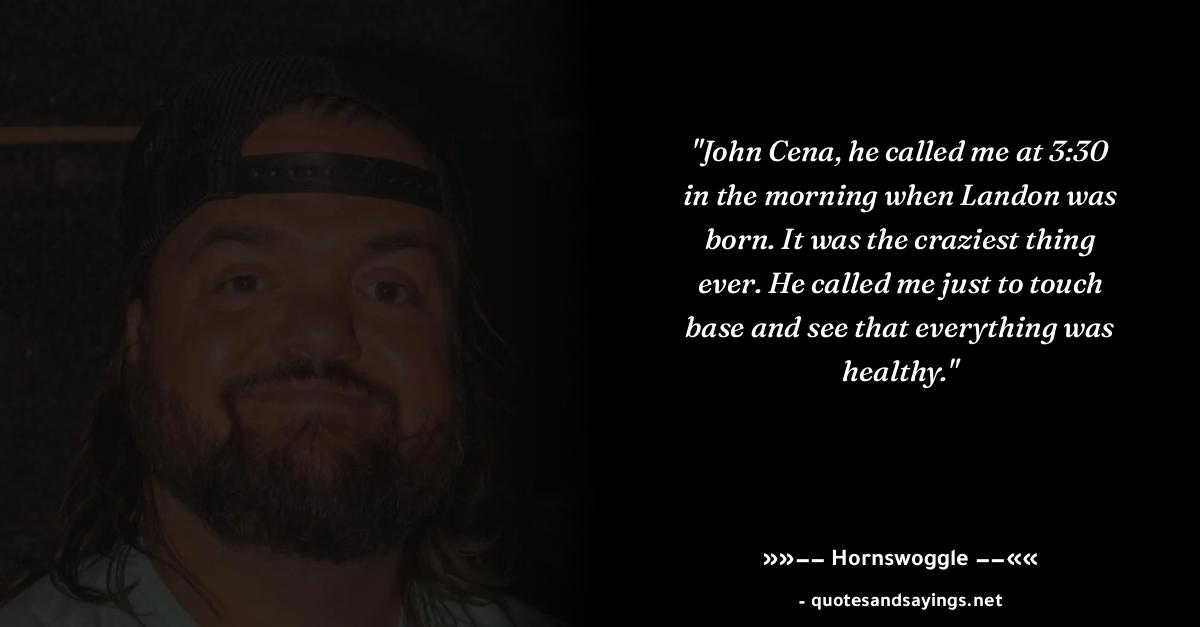 "John Cena, he called me at 3:30
in the morning when Landon was
born. It was the craziest thing
ever. He called me just to touch
base and see that everything was
healthy."
»»−− Hornswoggle −−««
- quotesandsayings.net